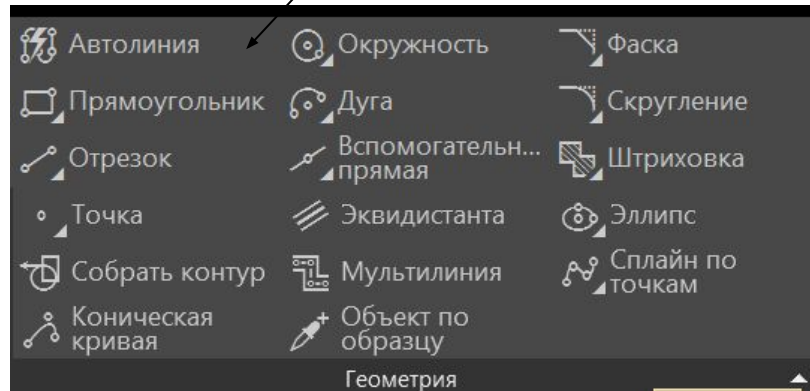 Автолиния
Окружность
Фаска
Прямоугольник
Дуга
Скругление
Отрезок
Вспомогательн...
прямая
Штриховка
Точка
Эквидистанта
Эллипс
Собрать контур
Мультилиния
Сплайн по
точкам
Коническая
кривая
Объект по
образцу
Геометрия